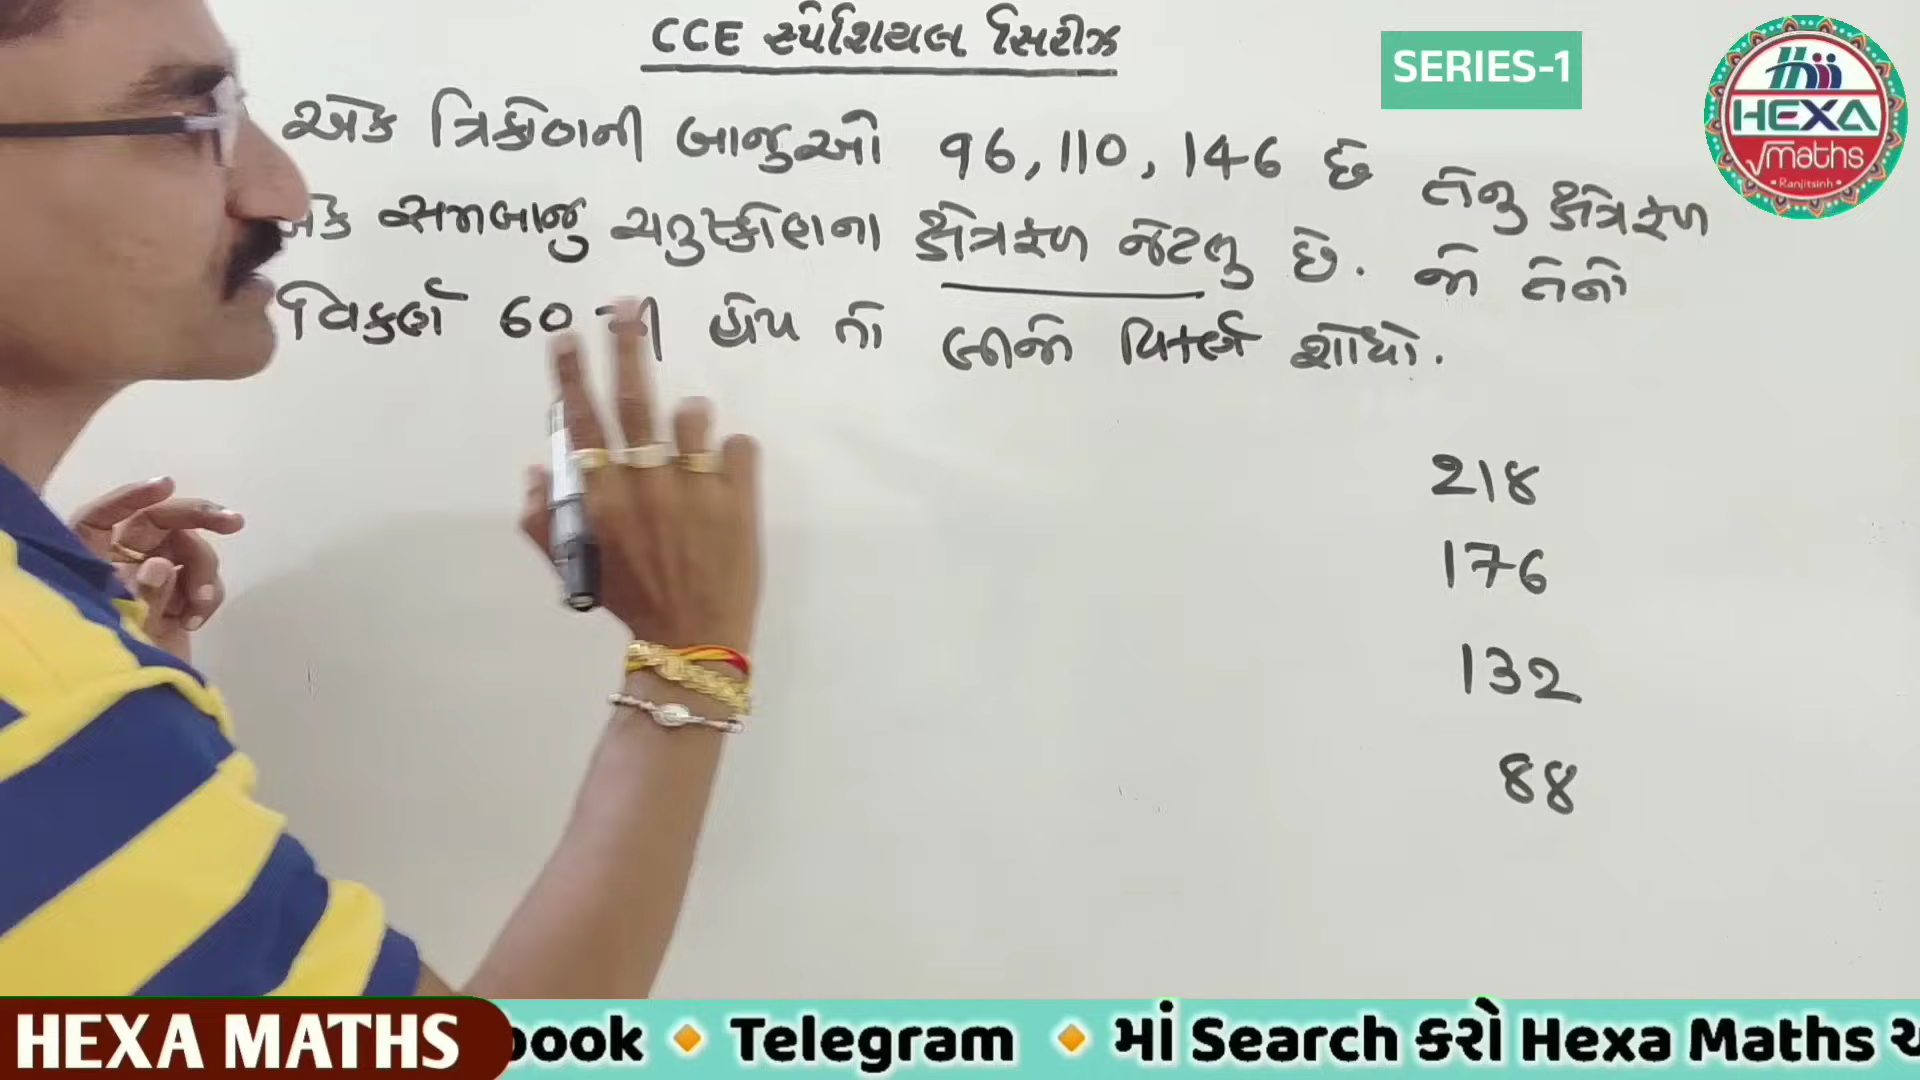 CCE સ્પેશિયલ સિરીઝ
SERIES-1
HEXA
√maths
Ranjitsinh
એક ત્રિકોણની બાજુઓ 96, 110, 146 છે તેનુ ક્ષેત્રફળ
એક સમબાજુ ચતુષ્કોણના ક્ષેત્રફળ જેટલુ છે. જો તેનો
વિકર્ણ 60 હોય તો બીજો વિકર્ણ શોધો.
218
176
132
88
HEXA MATHS
book 🔸 Telegram 🔸 માં Search કરો Hexa Maths